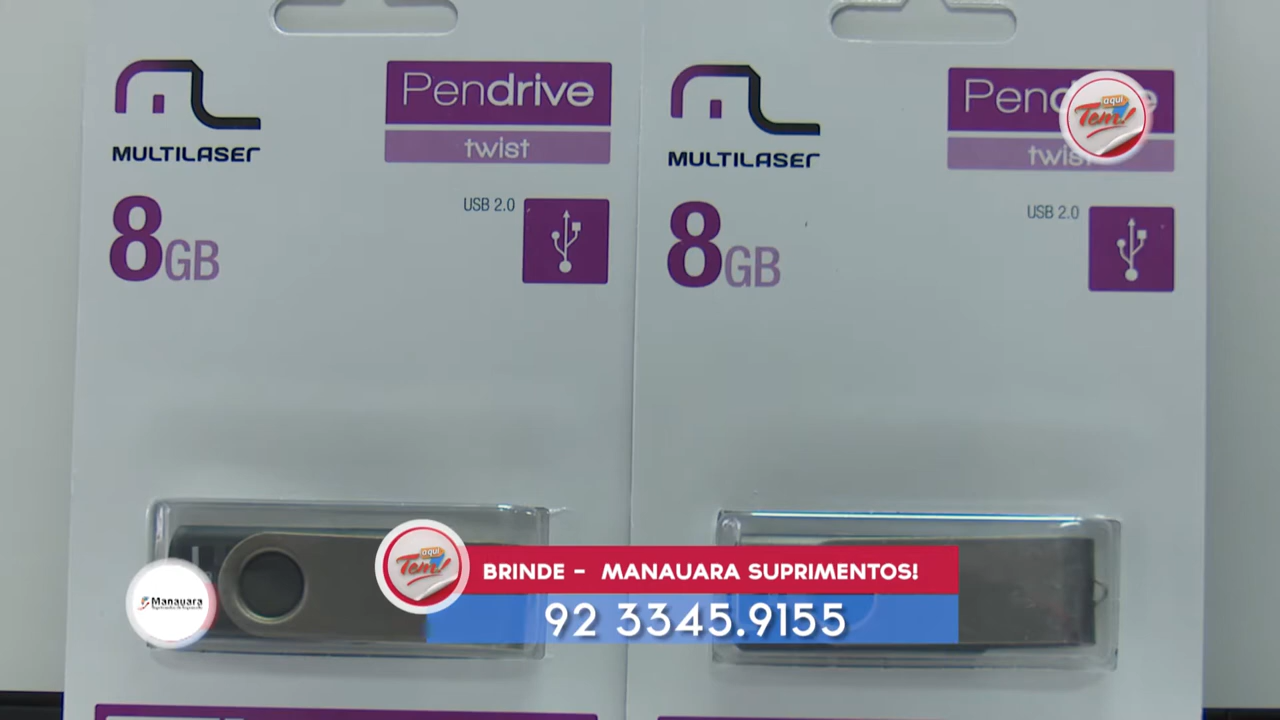 MULTILASER
Pendrive
twist
8GB
USB 2.0
MULTILASER
twist
8GB
USB 2.0
aqui
Tem!
aqui
Tem!
BRINDE - MANAUARA SUPRIMENTOS!
92 3345.9155
Manauara